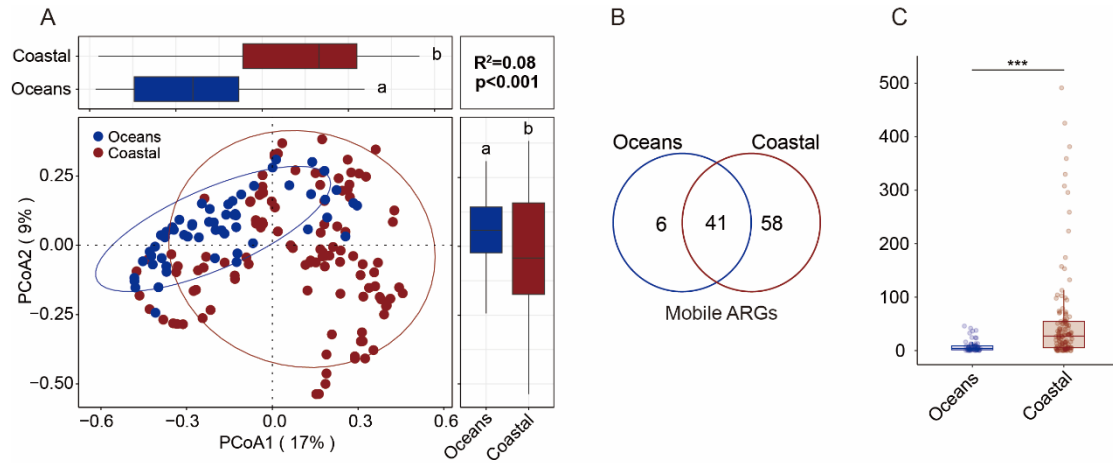 A
Coastal
Oceans
b
a
R²=0.08
p<0.001
Oceans
Coastal
0.25
0.00
−0.25
−0.50
PCoA2 ( 9% )
−0.6
−0.3
0.0
0.3
0.6
PCoA1 ( 17% )
a
b
Oceans
Coastal
B
Oceans
Coastal
6
41
58
Mobile ARGs
C
***
500
400
300
200
100
0
Oceans
Coastal